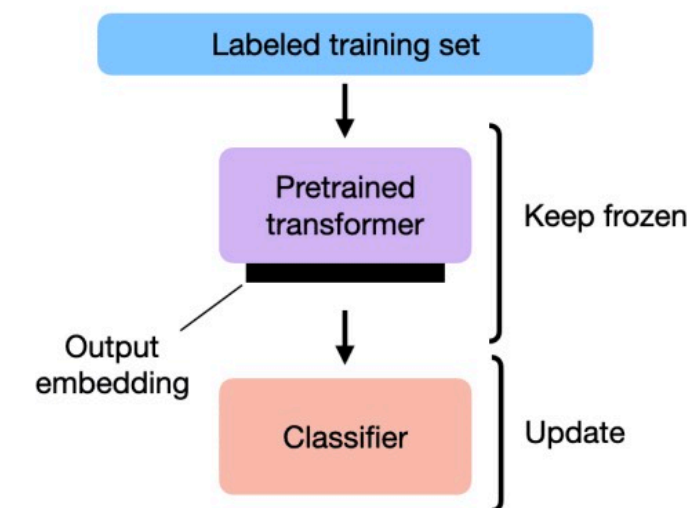 Labeled training set
Pretrained
transformer
Keep frozen
Output
embedding
Classifier
Update